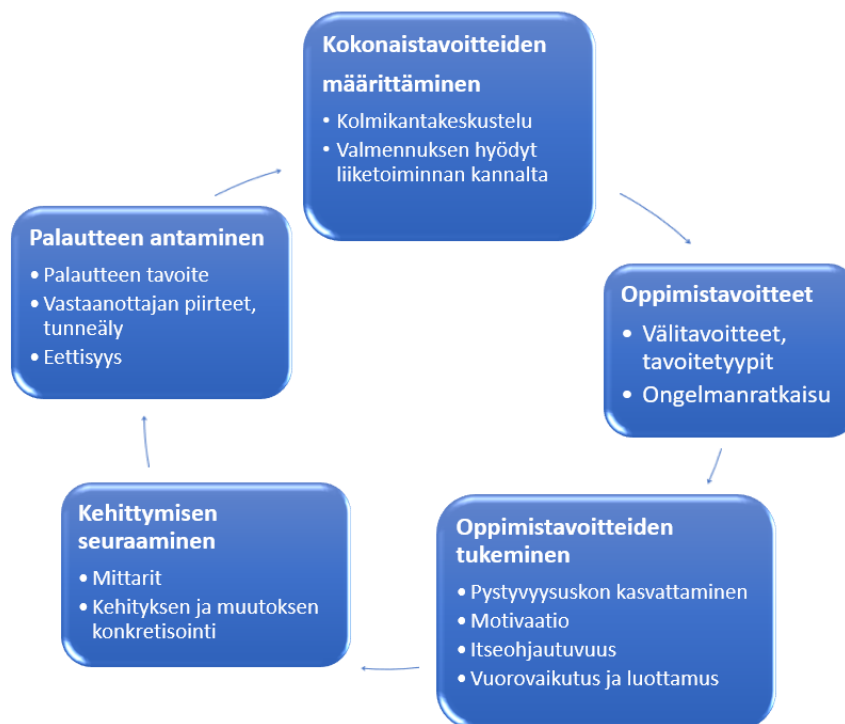 Kokonaistavoitteiden
määrittäminen
• Kolmikantakeskustelu
• Valmennuksen hyödyt
liiketoiminnan kannalta
Oppimistavoitteet
• Välitavoitteet,
tavoitetyypit
• Ongelmanratkaisu
Oppimistavoitteiden
tukeminen
• Pystyvyysuskon kasvattaminen
• Motivaatio
• Itseohjautuvuus
• Vuorovaikutus ja luottamus
Kehittymisen
seuraaminen
• Mittarit
• Kehityksen ja muutoksen
konkretisointi
Palautteen antaminen
• Palautteen tavoite
• Vastaanottajan piirteet,
tunneäly
• Eettisyys